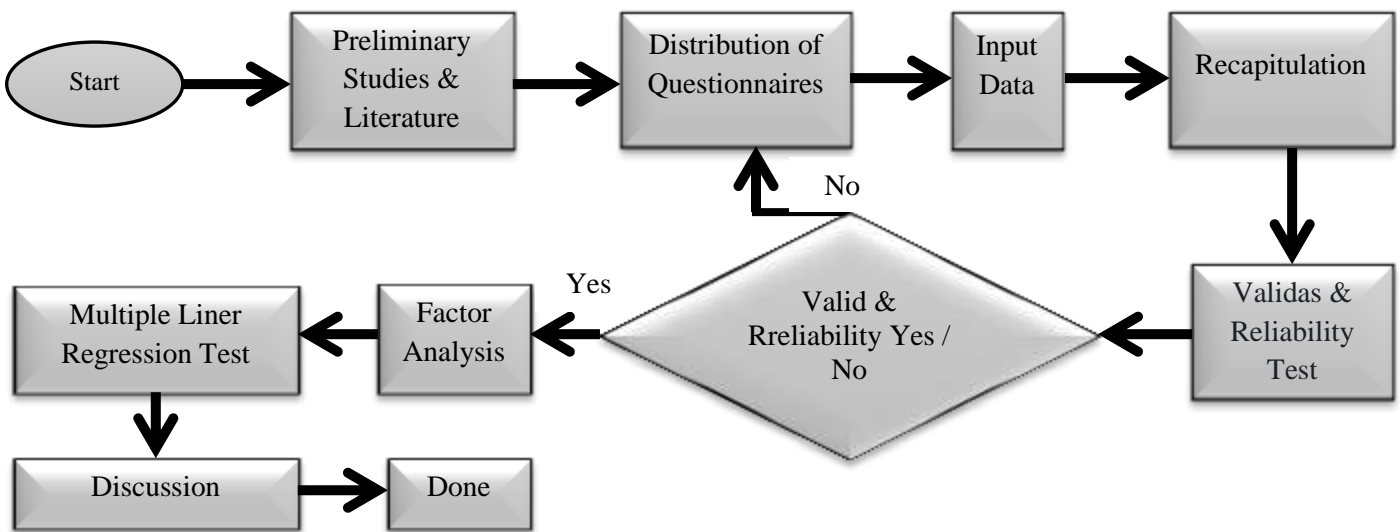 Start
Preliminary
Studies &
Literature
Distribution of
Questionnaires
Input
Data
Recapitulation
No
Validas &
Reliability
Test
Valid &
Rreliability Yes /
No
Yes
Factor
Analysis
Multiple Liner
Regression Test
Discussion
Done